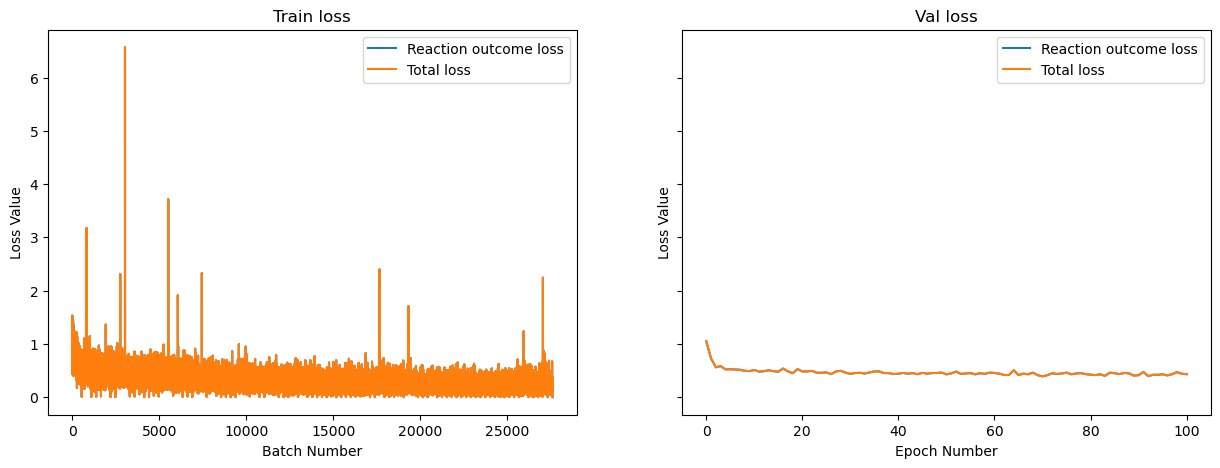 Train loss
Val loss
Reaction outcome loss
Total loss
Reaction outcome loss
Total loss
Loss Value
6
5
4
3
2
1
0
0
5000
10000
15000
20000
25000
Batch Number
Loss Value
0
20
40
60
80
100
Epoch Number